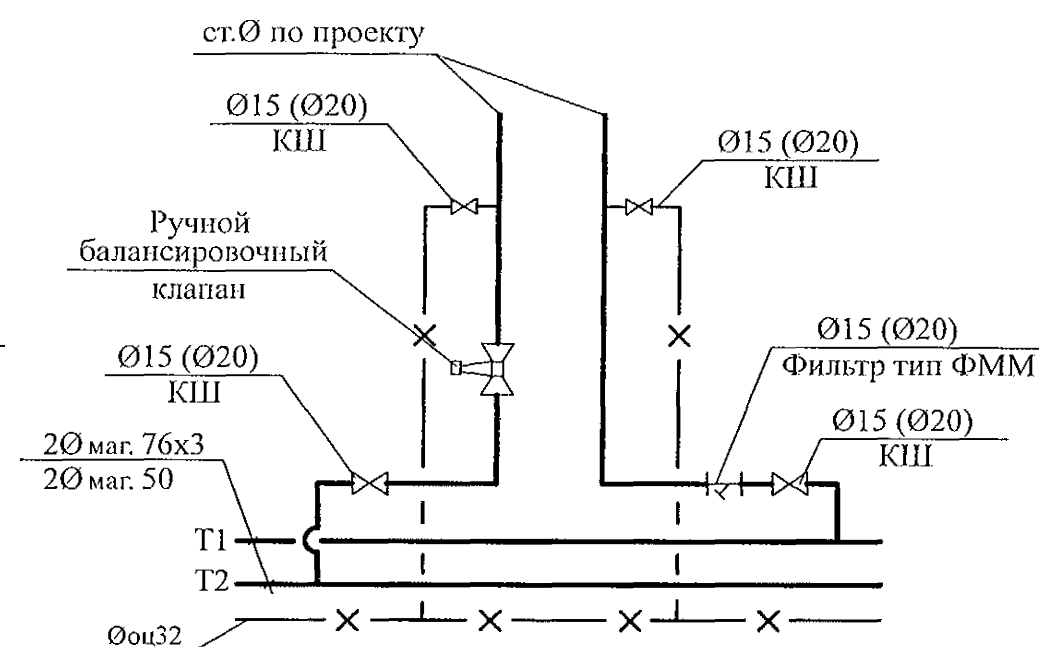 ст.Ø по проекту
Ø15 (Ø20)
КШ
Ø15 (Ø20)
КШ
Ручной
балансировочный
клапан
Ø15 (Ø20)
Фильтр тип ФММ
Ø15 (Ø20)
КШ
Ø15 (Ø20)
КШ
2Ø маг. 76х3
2Ø маг. 50
Т1
Т2
Øоц32